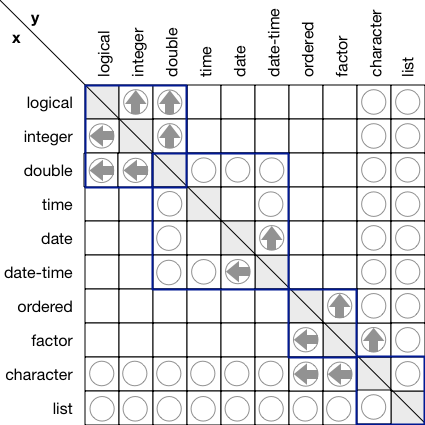 y
x
logical
integer
double
time
date
date-time
ordered
factor
character
list
logical
integer
double
time
date
date-time
ordered
factor
character
list